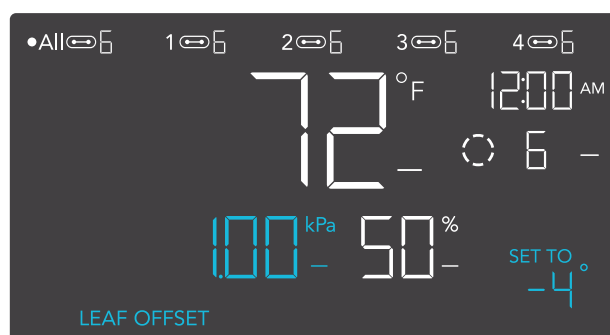 •All 6 1 6 2 6 3 6 4 6
72 °F – 12:00 AM
6 –
1.00 kPa – 50 % –
SET TO
-4°
LEAF OFFSET